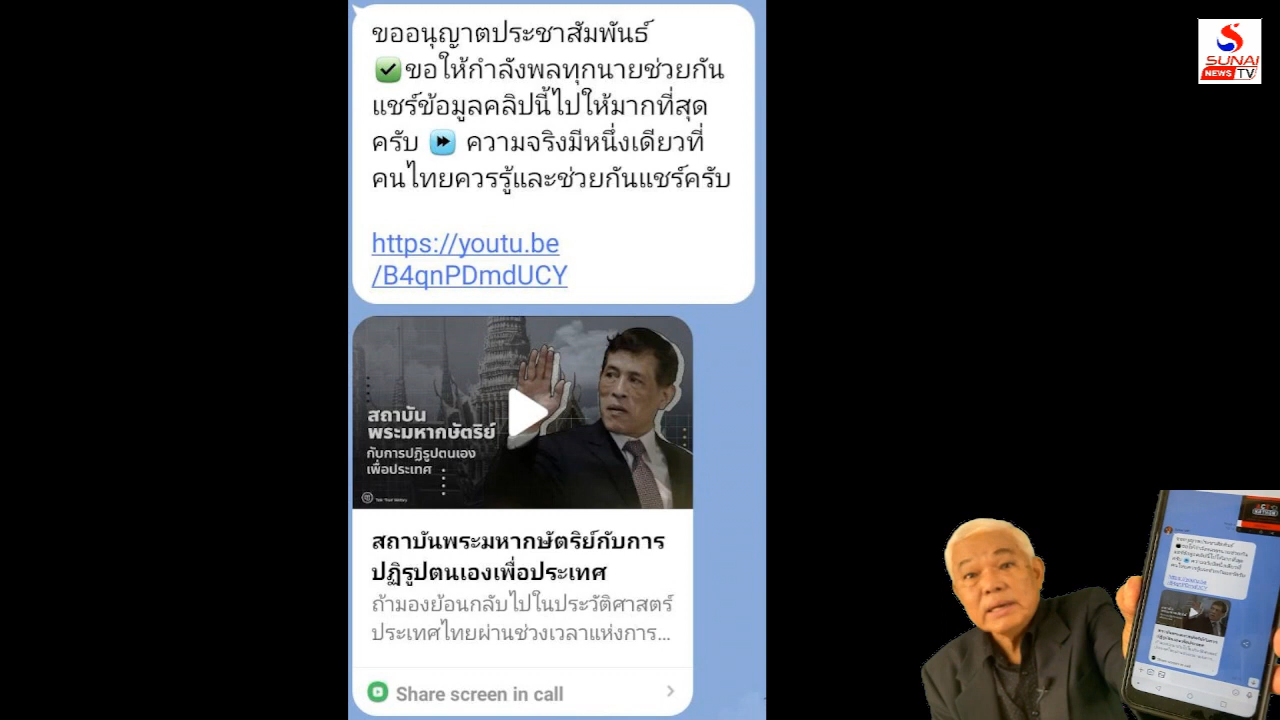 ขออนุญาตประชาสัมพันธ์
✅ขอให้กำลังพลทุกนายช่วยกัน
แชร์ข้อมูลคลิปนี้ไปให้มากที่สุด
ครับ ⏩ ความจริงมีหนึ่งเดียวที่
คนไทยควรรู้และช่วยกันแชร์ครับ
https://youtu.be
/B4qnPDmdUCY
สถาบัน
พระมหากษัตริย์
กับการปฏิรูปตนเอง
เพื่อประเทศ
สถาบันพระมหากษัตริย์กับการ
ปฏิรูปตนเองเพื่อประเทศ
ถ้ามองย้อนกลับไปในประวัติศาสตร์
ประเทศไทยผ่านช่วงเวลาแห่งการ...
Share screen in call
SUNAI
NEWS TV